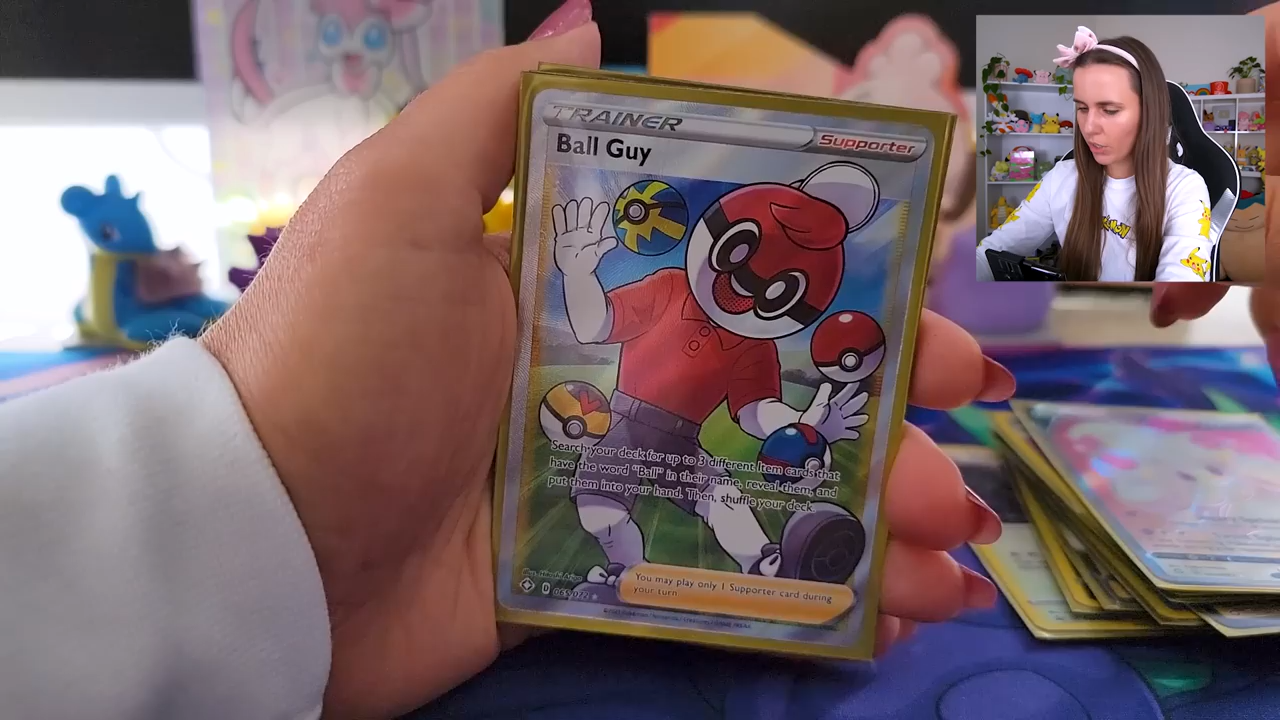 TRAINER
Supporter
Ball Guy
Search your deck for up to 3 different Item cards that
have the word "Ball" in their name, reveal them, and
put them into your hand. Then, shuffle your deck.
You may play only 1 Supporter card during
your turn.
065/072